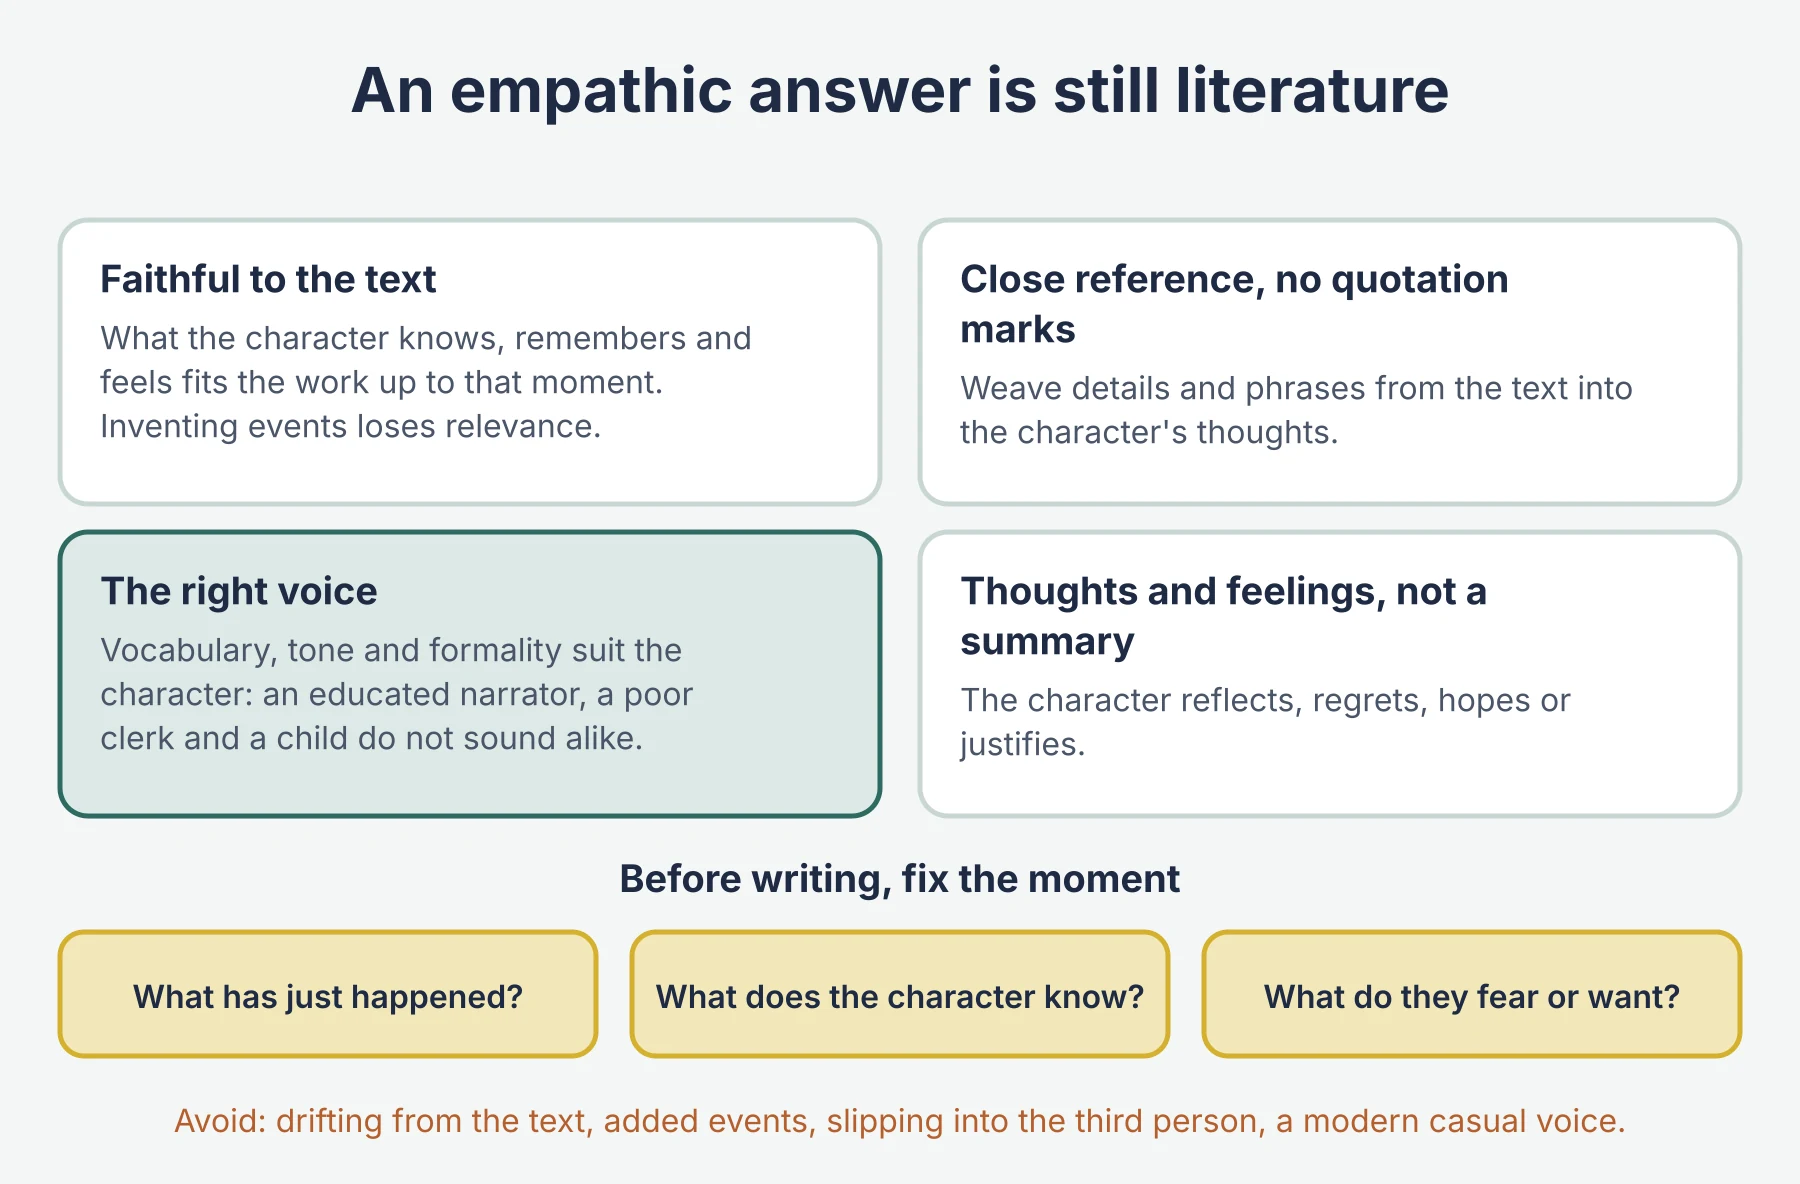 An empathic answer is still literature
Faithful to the text
What the character knows, remembers and
feels fits the work up to that moment.
Inventing events loses relevance.
Close reference, no quotation
marks
Weave details and phrases from the text into
the character's thoughts.
The right voice
Vocabulary, tone and formality suit the
character: an educated narrator, a poor
clerk and a child do not sound alike.
Thoughts and feelings, not a
summary
The character reflects, regrets, hopes or
justifies.
Before writing, fix the moment
What has just happened?
What does the character know?
What do they fear or want?
Avoid: drifting from the text, added events, slipping into the third person, a modern casual voice.